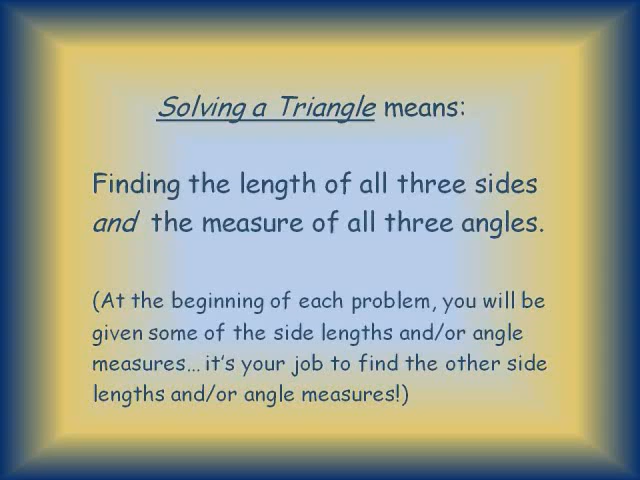 Solving a Triangle means:
Finding the length of all three sides
and the measure of all three angles.
(At the beginning of each problem, you will be
given some of the side lengths and/or angle
measures… it’s your job to find the other side
lengths and/or angle measures!)